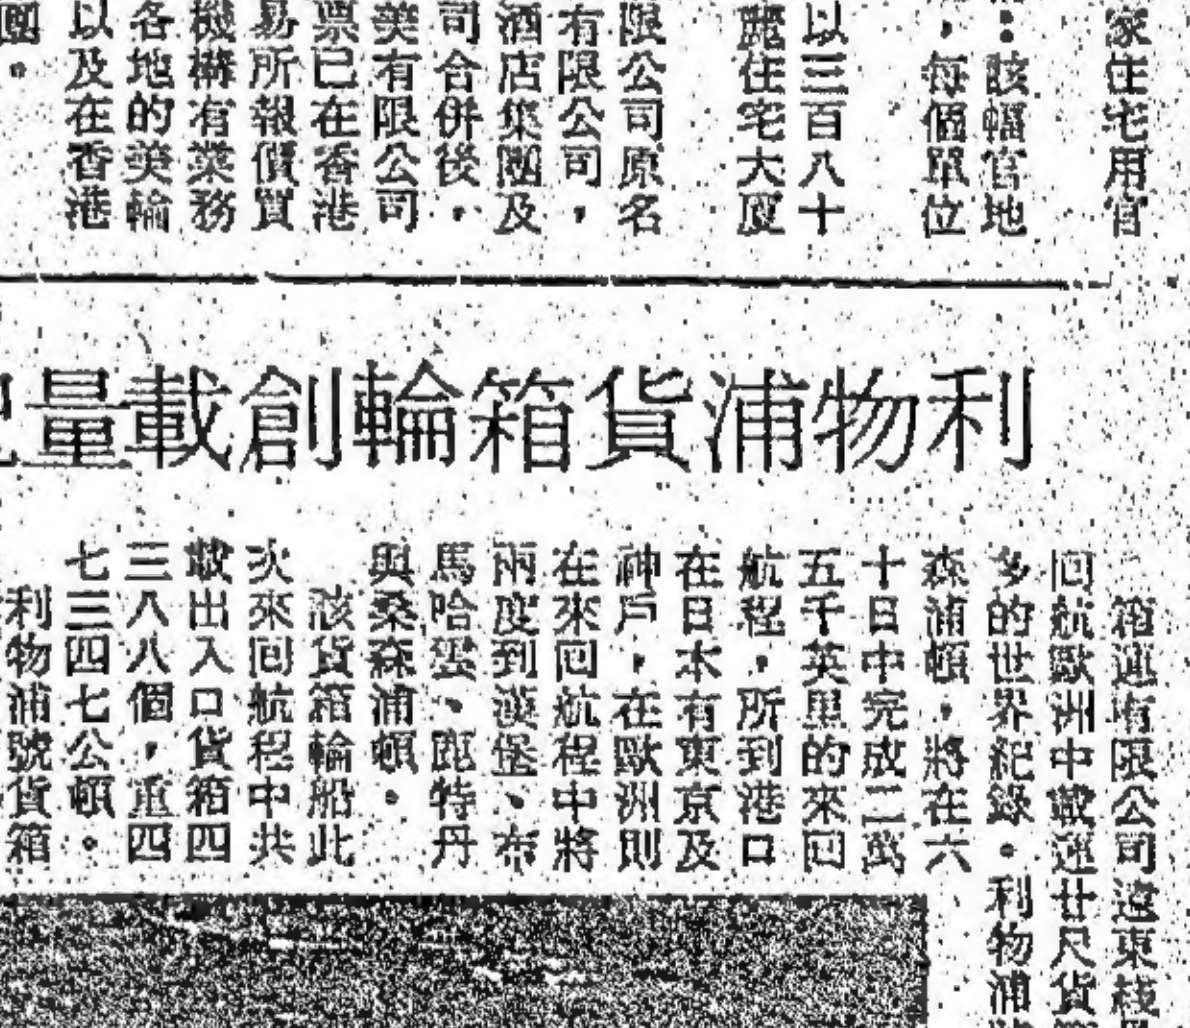 家住宅用官
：該幅官地
，每個單位
以三百八十
麗住宅大廈
限公司原名
有限公司，
酒店集團及
司合併後，
美有限公司
票已在香港
易所報價買
機構有業務
各地的美輪
以及在香港
團。
利物浦貨箱輪創載量紀
箱運有限公司遠東棧
回航歐洲中載運廿尺貨
多的世界紀錄。利物浦
森浦頓，將在六
十日中完成二萬
五千英里的來回
航程，所到港口
在日本有東京及
神戶，在歐洲則
在來回航程中將
兩度到漢堡、布
馬哈雲、鹿特丹
與桑森浦頓。
該貨箱輪船此
次來回航程中共
載出入口貨箱四
三八八個，重四
七三四七公頓。
利物浦號貨箱